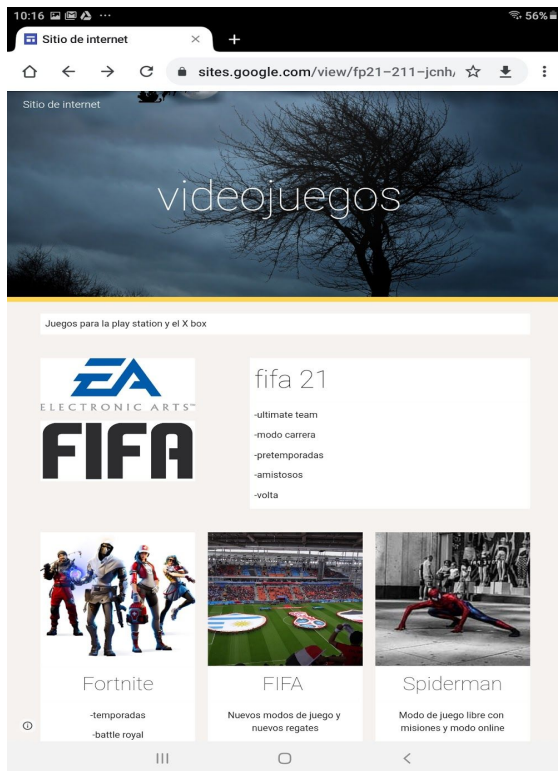 10:16
56%
Sitio de internet
sites.google.com/view/fp21-211-jcnh/
Sitio de internet
videojuegos
Juegos para la play station y el X box
EA
ELECTRONIC ARTS™
FIFA
fifa 21
-ultimate team
-modo carrera
-pretemporadas
-amistosos
-volta
Fortnite
-temporadas
-battle royal
FIFA
Nuevos modos de juego y
nuevos regates
Spiderman
Modo de juego libre con
misiones y modo online